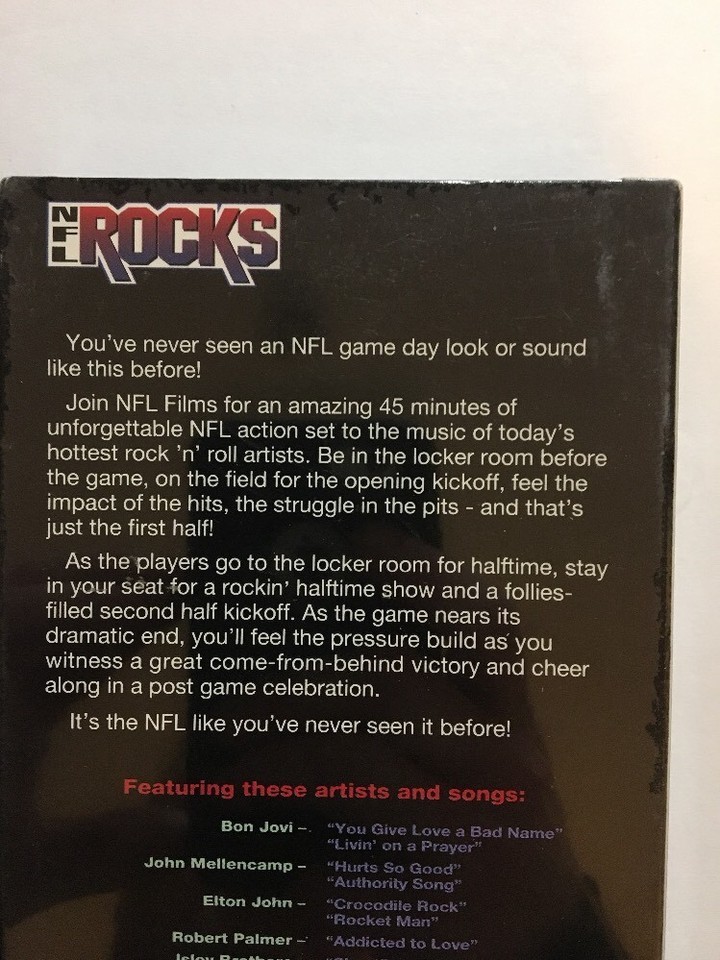 NFL ROCKS
You've never seen an NFL game day look or sound
like this before!
Join NFL Films for an amazing 45 minutes of
unforgettable NFL action set to the music of today's
hottest rock 'n' roll artists. Be in the locker room before
the game, on the field for the opening kickoff, feel the
impact of the hits, the struggle in the pits - and that's
just the first half!
As the players go to the locker room for halftime, stay
in your seat for a rockin' halftime show and a follies-
filled second half kickoff. As the game nears its
dramatic end, you'll feel the pressure build as you
witness a great come-from-behind victory and cheer
along in a post game celebration.
It's the NFL like you've never seen it before!
Featuring these artists and songs:
Bon Jovi – "You Give Love a Bad Name"
"Livin' on a Prayer"
John Mellencamp – "Hurts So Good"
"Authority Song"
Elton John – "Crocodile Rock"
"Rocket Man"
Robert Palmer – "Addicted to Love"